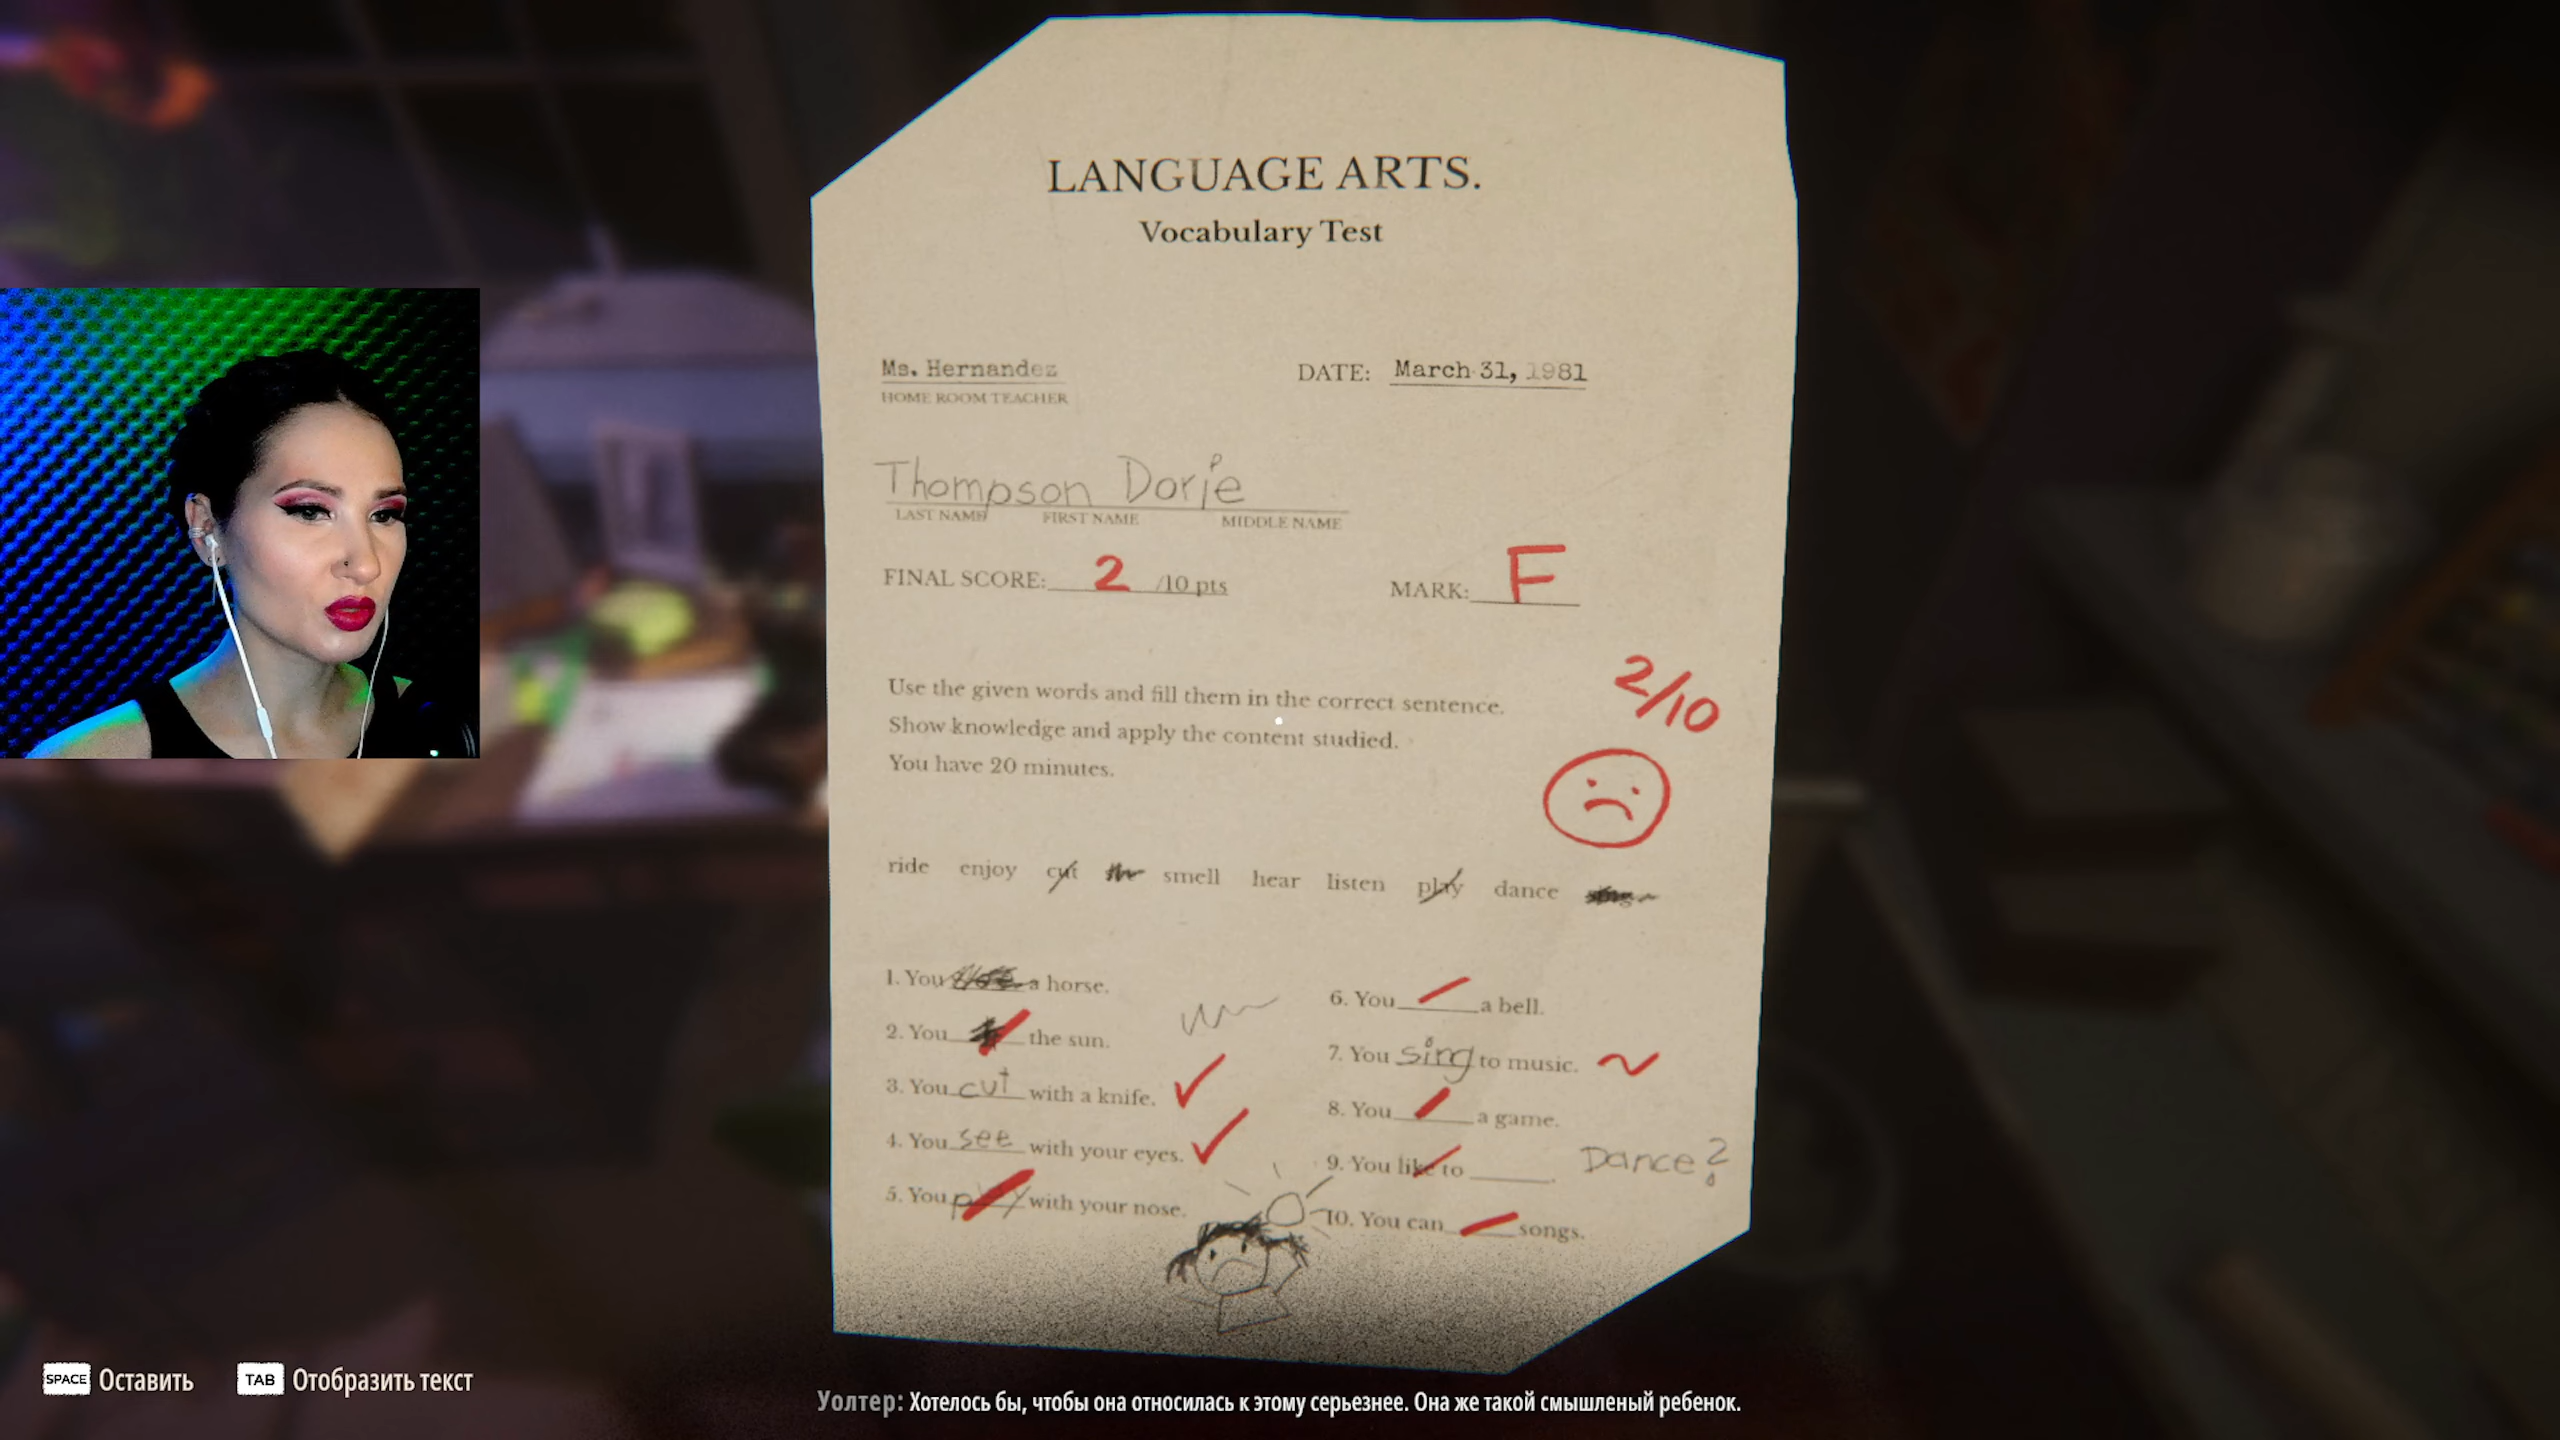 LANGUAGE ARTS.
Vocabulary Test
Ms. Hernandez
HOME ROOM TEACHER
DATE: March 31, 1981
Thompson Dorie
LAST NAME FIRST NAME MIDDLE NAME
FINAL SCORE: 2 /10 pts
MARK: F
2/10
Use the given words and fill them in the correct sentence.
Show knowledge and apply the content studied.
You have 20 minutes.
ride enjoy cut smell hear listen play dance
1. You a horse.
2. You the sun.
3. You cut with a knife.
4. You see with your eyes.
5. You play with your nose.
6. You a bell.
7. You sing to music.
8. You a game.
9. You like to Dance?
10. You can songs.
SPACE Оставить TAB Отобразить текст
Уолтер: Хотелось бы, чтобы она относилась к этому серьезнее. Она же такой смышленый ребенок.